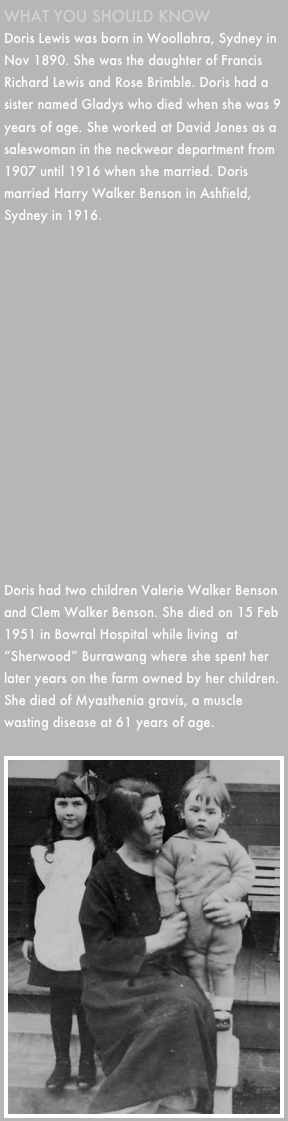 WHAT YOU SHOULD KNOW
Doris Lewis was born in Woollahra, Sydney in
Nov 1890. She was the daughter of Francis
Richard Lewis and Rose Brimble. Doris had a
sister named Gladys who died when she was 9
years of age. She worked at David Jones as a
saleswoman in the neckwear department from
1907 until 1916 when she married. Doris
married Harry Walker Benson in Ashfield,
Sydney in 1916.
Doris had two children Valerie Walker Benson
and Clem Walker Benson. She died on 15 Feb
1951 in Bowral Hospital while living  at
“Sherwood” Burrawang where she spent her
later years on the farm owned by her children.
She died of Myasthenia gravis, a muscle
wasting disease at 61 years of age.